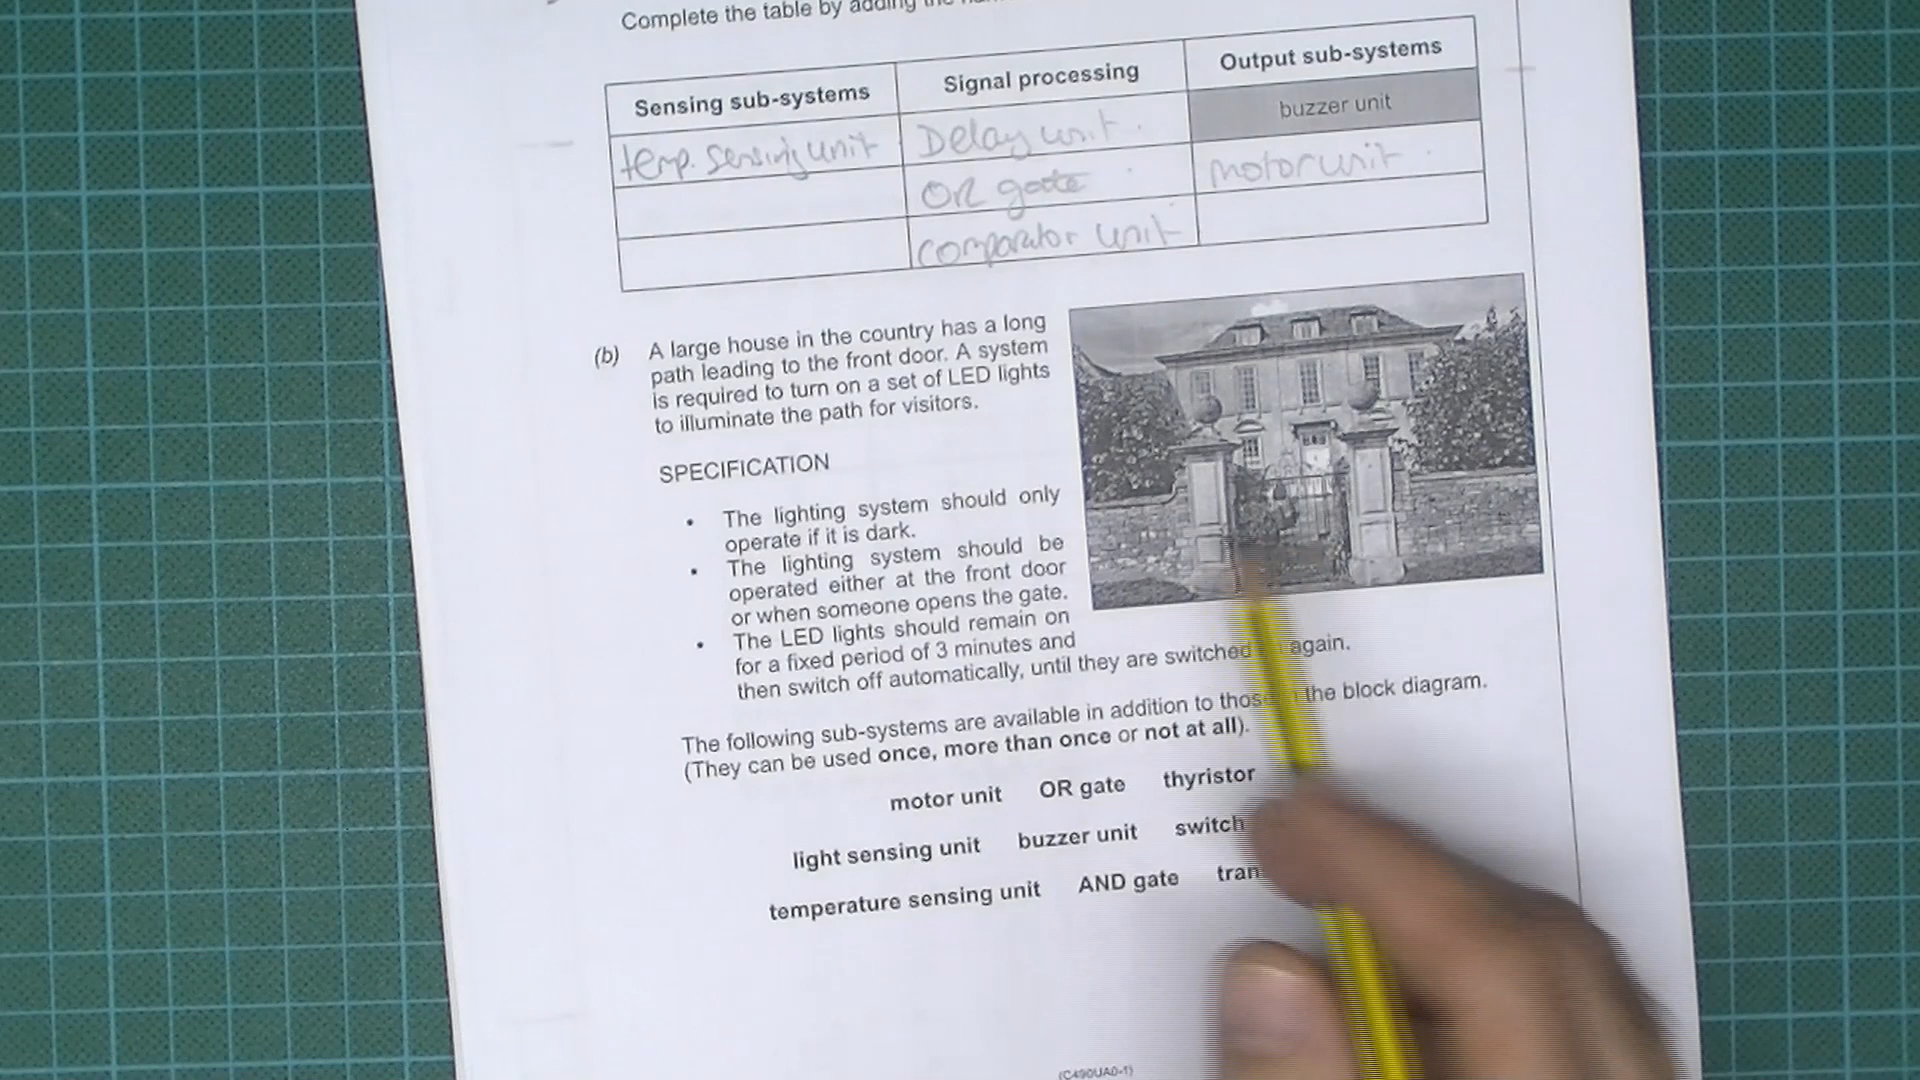 Complete the table by adding the
Sensing sub-systems Signal processing Output sub-systems
temp. sensing unit Delay unit. buzzer unit
OR gate motor unit
comparator unit
(b) A large house in the country has a long
path leading to the front door. A system
is required to turn on a set of LED lights
to illuminate the path for visitors.
SPECIFICATION
• The lighting system should only
operate if it is dark.
• The lighting system should be
operated either at the front door
or when someone opens the gate.
• The LED lights should remain on
for a fixed period of 3 minutes and
then switch off automatically, until they are switched again.
The following sub-systems are available in addition to the block diagram.
(They can be used once, more than once or not at all).
motor unit OR gate thyristor
light sensing unit buzzer unit switch
temperature sensing unit AND gate
(C490UA0-1)